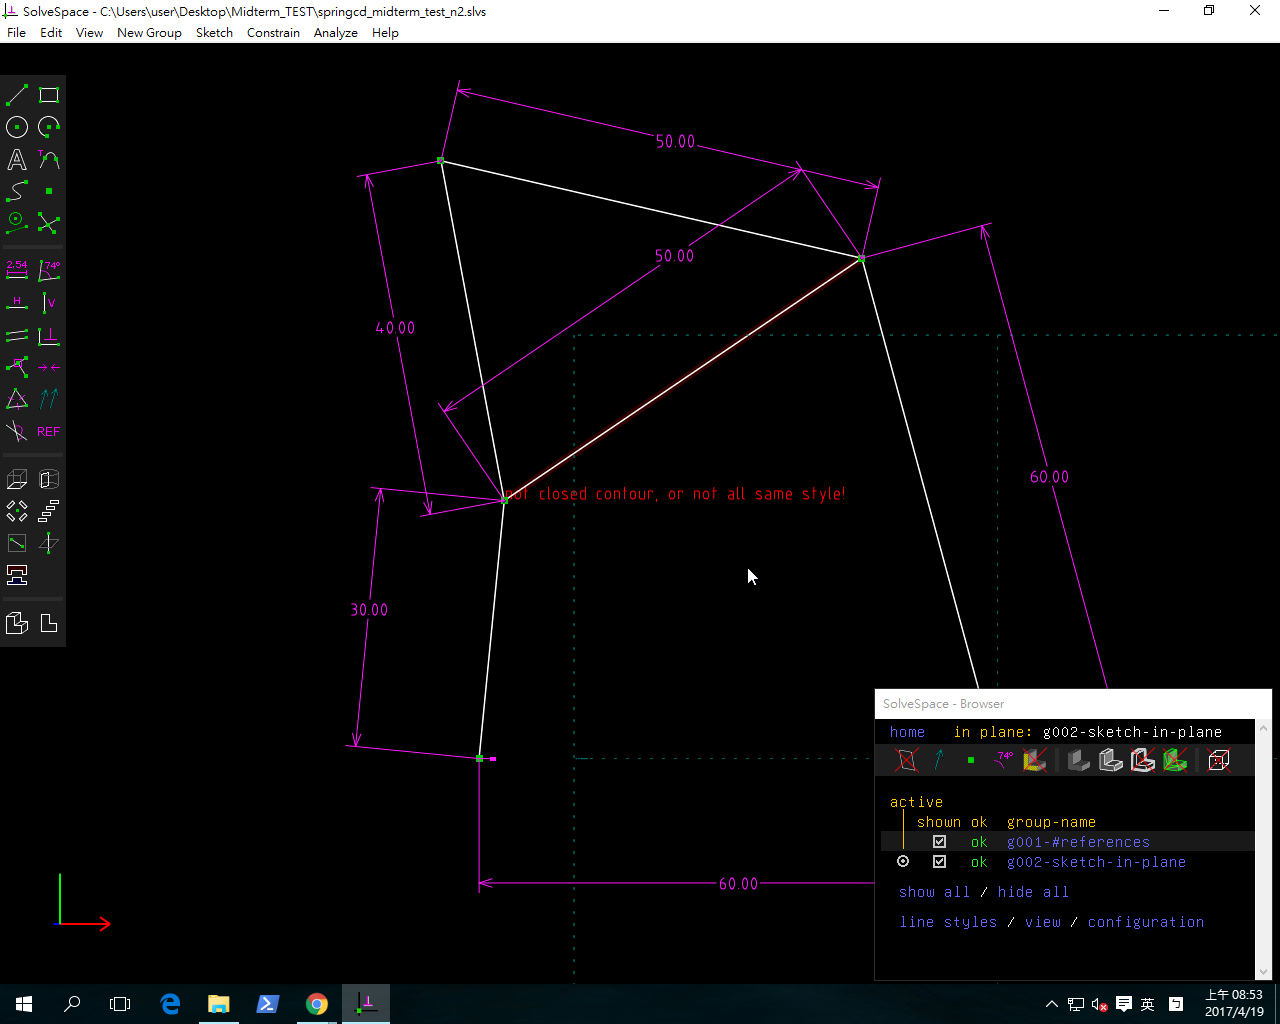 SolveSpace - C:\Users\user\Desktop\Midterm_TEST\springcd_midterm_test_n2.slvs
File Edit View New Group Sketch Constrain Analyze Help
2.54 74°
H V
REF
50.00
50.00
40.00
60.00
not closed contour, or not all same style!
30.00
60.00
SolveSpace - Browser
home in plane: g002-sketch-in-plane
74°
active
shown ok group-name
ok g001-#references
ok g002-sketch-in-plane
show all / hide all
line styles / view / configuration
英
上午 08:53
2017/4/19